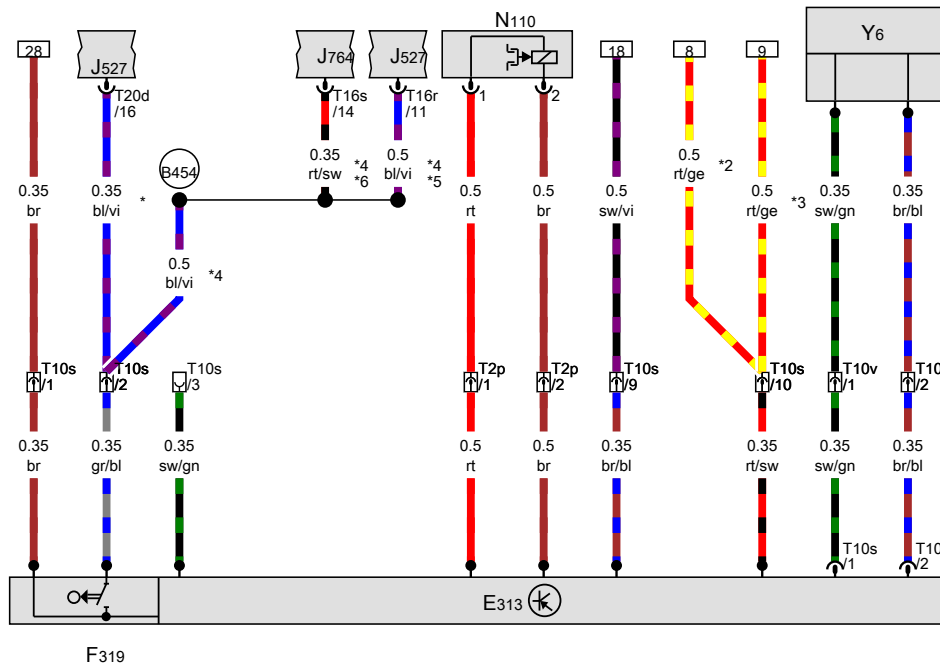 N110
Y6
28
J527
J764
J527
18
8
9
T20d
/16
T16s
/14
T16r
/11
1
2
B454
0.35
rt/sw
*4
*6
0.5
bl/vi
*4
*5
0.5
rt/ge
*2
0.35
br
0.35
bl/vi
*
0.5
rt
0.5
br
0.5
sw/vi
0.5
rt/ge
*3
0.35
sw/gn
0.35
br/bl
0.5
bl/vi
*4
T10s
/1
T10s
/2
T10s
/3
T2p
/1
T2p
/2
T10s
/9
T10s
/10
T10v
/1
T10
/2
0.35
br
0.35
gr/bl
0.35
sw/gn
0.5
rt
0.5
br
0.35
br/bl
0.35
rt/sw
0.35
sw/gn
0.35
br/bl
T10s
/1
T10
/2
E313
F319